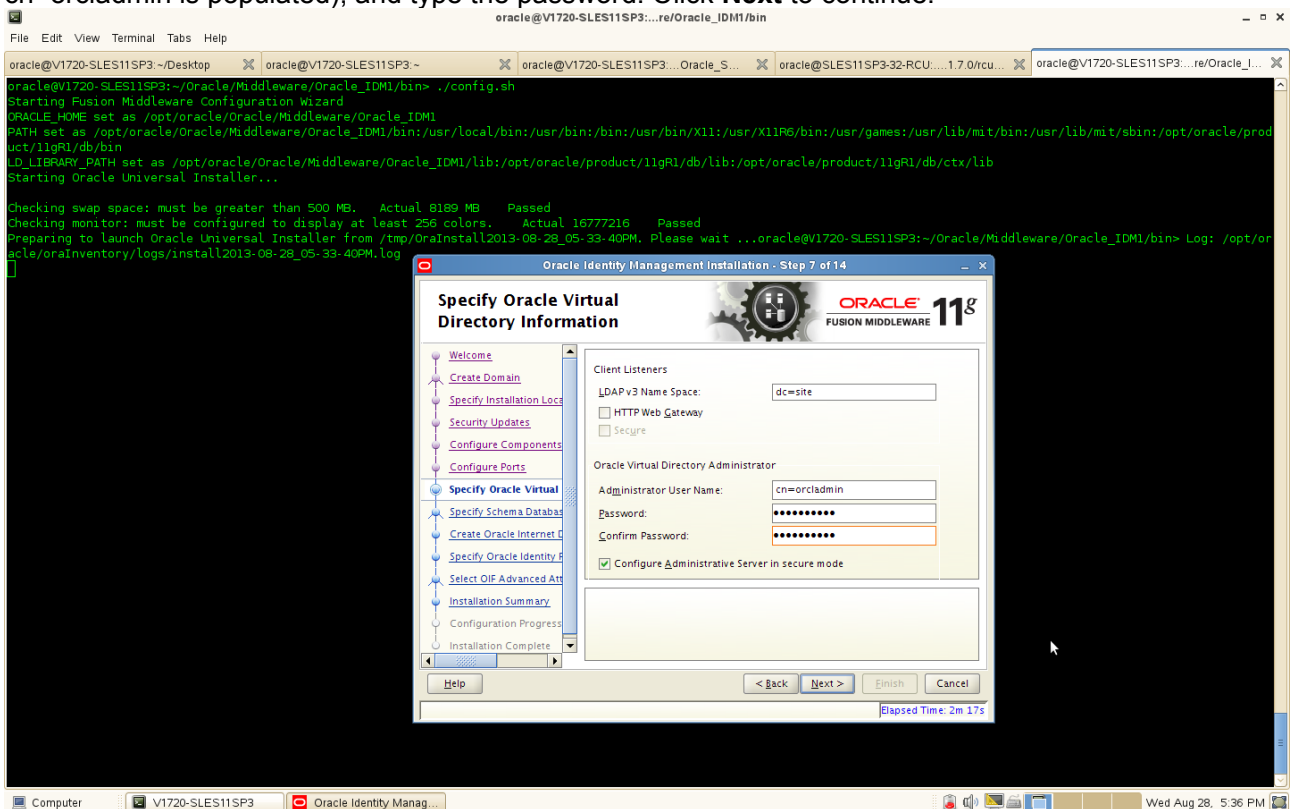 cn=orcladmin is populated), and type the password. Click Next to continue.
oracle@V1720-SLES11SP3:...re/Oracle_IDM1/bin
File Edit View Terminal Tabs Help
oracle@V1720-SLES11SP3:~/Desktop oracle@V1720-SLES11SP3:~ oracle@V1720-SLES11SP3:...Oracle_S... oracle@SLES11SP3-32-RCU:....1.7.0/rcu... oracle@V1720-SLES11SP3:...re/Oracle_I...
oracle@V1720-SLES11SP3:~/Oracle/Middleware/Oracle_IDM1/bin> ./config.sh
Starting Fusion Middleware Configuration Wizard
ORACLE_HOME set as /opt/oracle/Oracle/Middleware/Oracle_IDM1
PATH set as /opt/oracle/Oracle/Middleware/Oracle_IDM1/bin:/usr/local/bin:/usr/bin:/bin:/usr/bin/X11:/usr/X11R6/bin:/usr/games:/usr/lib/mit/bin:/usr/lib/mit/sbin:/opt/oracle/prod
uct/11gR1/db/bin
LD_LIBRARY_PATH set as /opt/oracle/Oracle/Middleware/Oracle_IDM1/lib:/opt/oracle/product/11gR1/db/lib:/opt/oracle/product/11gR1/db/ctx/lib
Starting Oracle Universal Installer...
Checking swap space: must be greater than 500 MB. Actual 8189 MB Passed
Checking monitor: must be configured to display at least 256 colors. Actual 16777216 Passed
Preparing to launch Oracle Universal Installer from /tmp/OraInstall2013-08-28_05-33-40PM. Please wait ...oracle@V1720-SLES11SP3:~/Oracle/Middleware/Oracle_IDM1/bin> Log: /opt/or
acle/oraInventory/logs/install2013-08-28_05-33-40PM.log
Oracle Identity Management Installation - Step 7 of 14
Specify Oracle Virtual
Directory Information
ORACLE
FUSION MIDDLEWARE
11g
Welcome
Create Domain
Specify Installation Loca
Security Updates
Configure Components
Configure Ports
Specify Oracle Virtual
Specify Schema Databas
Create Oracle Internet D
Specify Oracle Identity F
Select OIF Advanced Att
Installation Summary
Configuration Progress
Installation Complete
Client Listeners
LDAP v3 Name Space: dc=site
HTTP Web Gateway
Secure
Oracle Virtual Directory Administrator
Administrator User Name: cn=orcladmin
Password: ••••••••••
Confirm Password: ••••••••••
Configure Administrative Server in secure mode
Help < Back Next > Finish Cancel
Elapsed Time: 2m 17s
Computer V1720-SLES11SP3 Oracle Identity Manag... Wed Aug 28, 5:36 PM